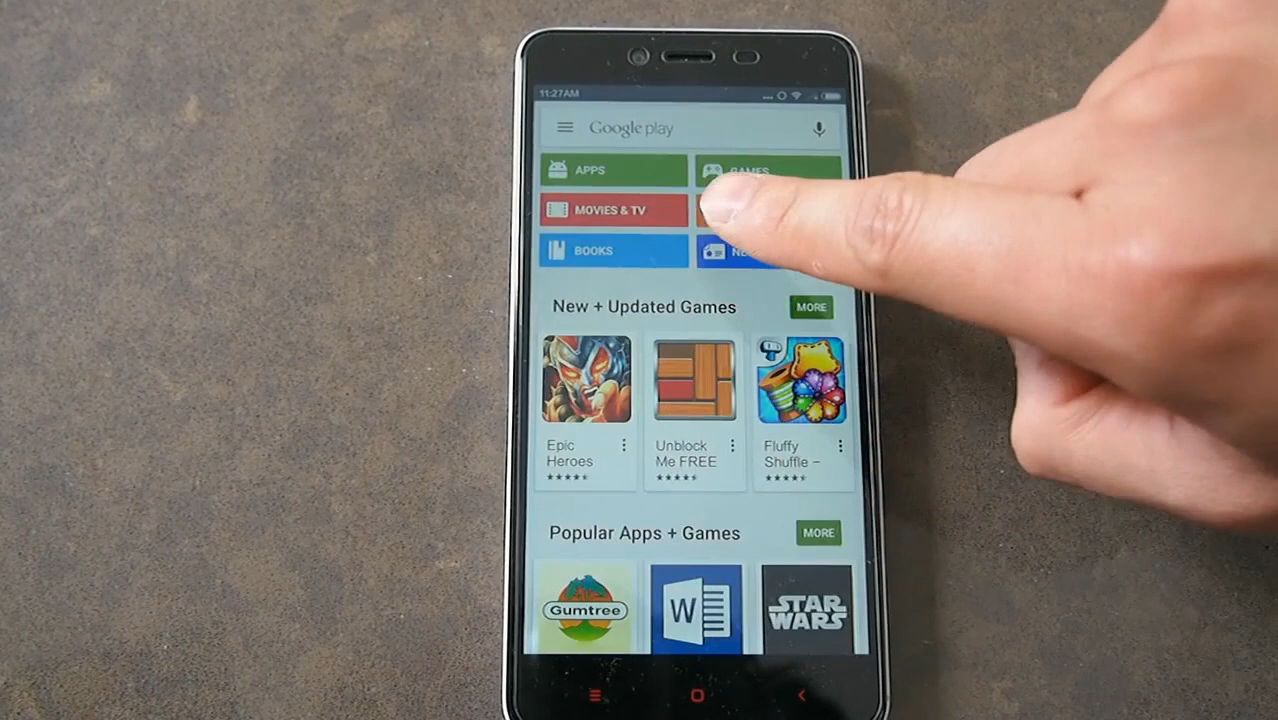 11:27AM
Google play
APPS
GAMES
MOVIES & TV
BOOKS
New + Updated Games
MORE
Epic
Heroes
Unblock
Me FREE
Fluffy
Shuffle –
Popular Apps + Games
MORE
Gumtree
W
STAR
WARS